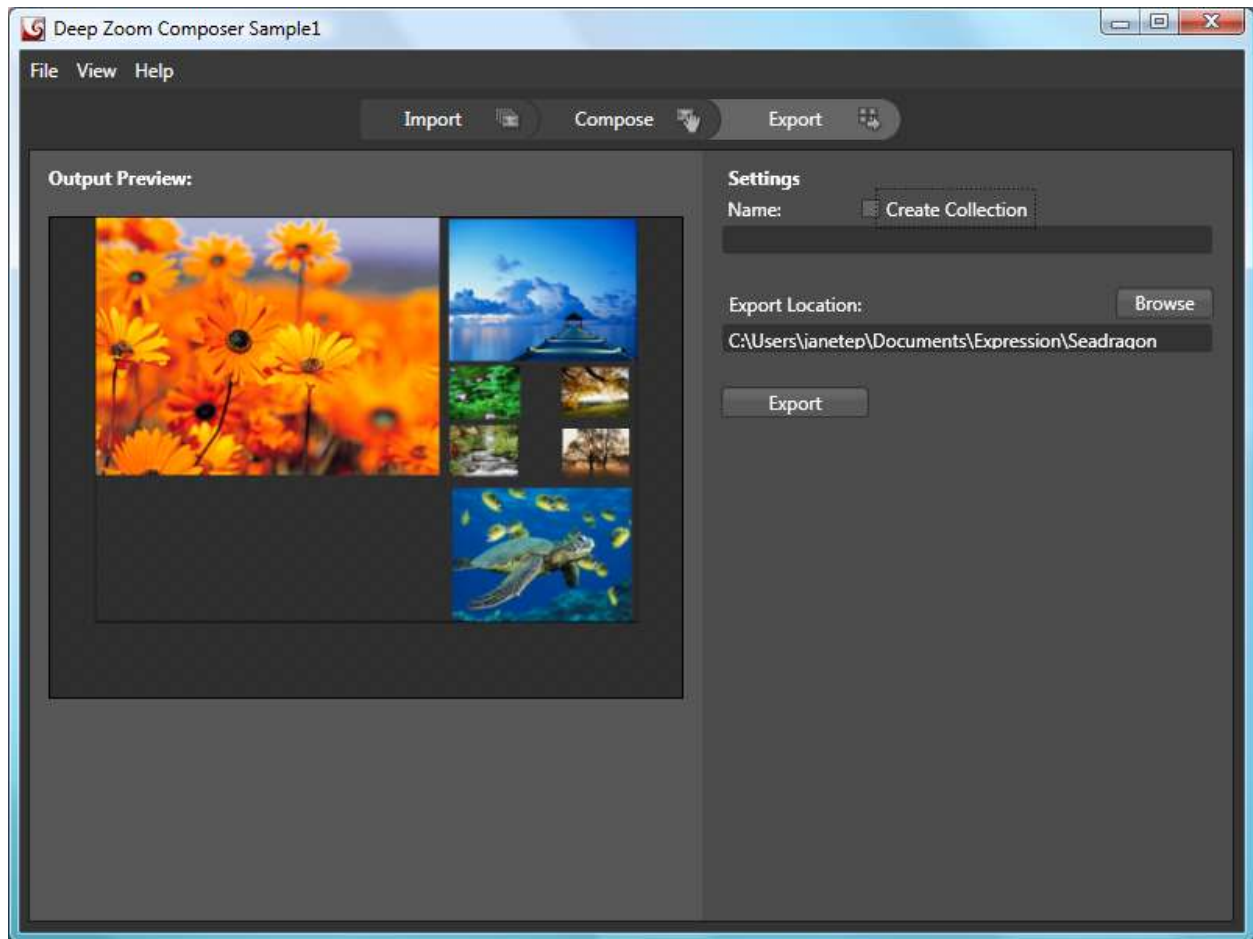 Deep Zoom Composer Sample1
File View Help
Import Compose Export
Output Preview:
Settings
Name: Create Collection
Export Location: Browse
C:\Users\janetep\Documents\Expression\Seadragon
Export